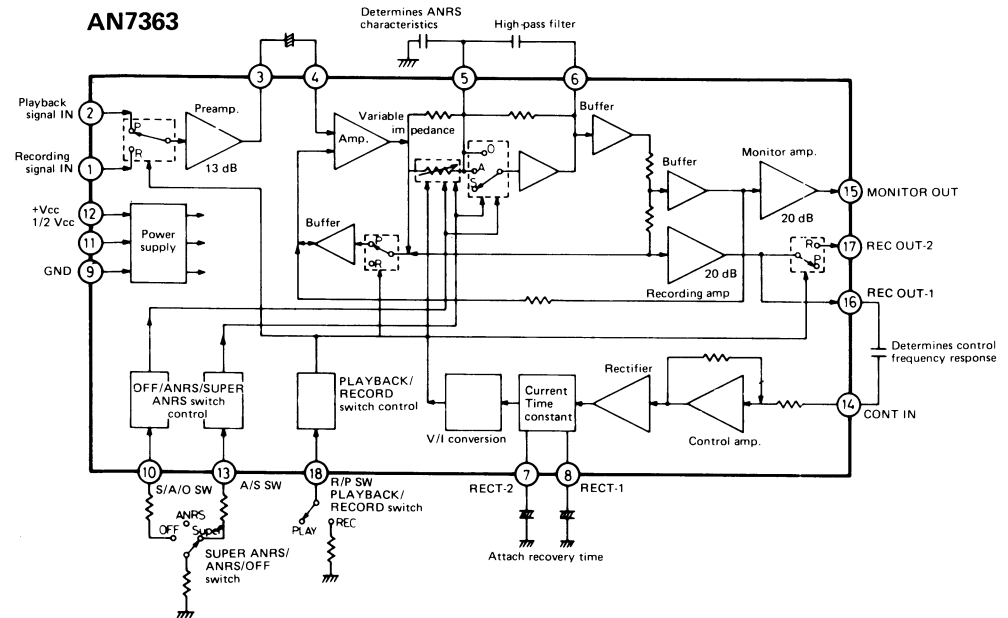 AN7363
Determines ANRS
characteristics
High-pass filter
3
4
5
6
Playback
signal IN
2
P
R
Preamp.
13 dB
Recording
signal IN
1
Amp.
Variable
im pedance
O
A
S
Buffer
Buffer
Monitor amp.
20 dB
15
MONITOR OUT
+Vcc
12
1/2 Vcc
11
GND
9
Power
supply
Buffer
P
R
20 dB
Recording amp
R
P
17
REC OUT-2
16
REC OUT-1
Determines control
frequency response
OFF/ANRS/SUPER
ANRS switch
control
PLAYBACK/
RECORD
switch control
V/I conversion
Current
Time
constant
Rectifier
Control amp.
14
CONT IN
10
S/A/O SW
13
A/S SW
18
R/P SW
PLAYBACK/
RECORD switch
7
RECT-2
8
RECT-1
ANRS
OFF
Super
SUPER ANRS/
ANRS/OFF
switch
PLAY
REC
Attach recovery time